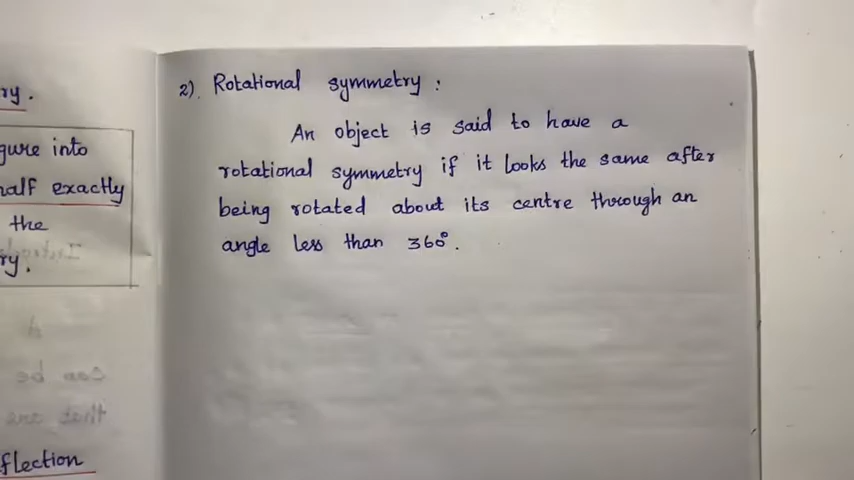 ry.
gure into
half exactly
the
ry.
flection
2). Rotational symmetry :
An object is said to have a
rotational symmetry if it looks the same after
being rotated about its centre through an
angle less than 360°.